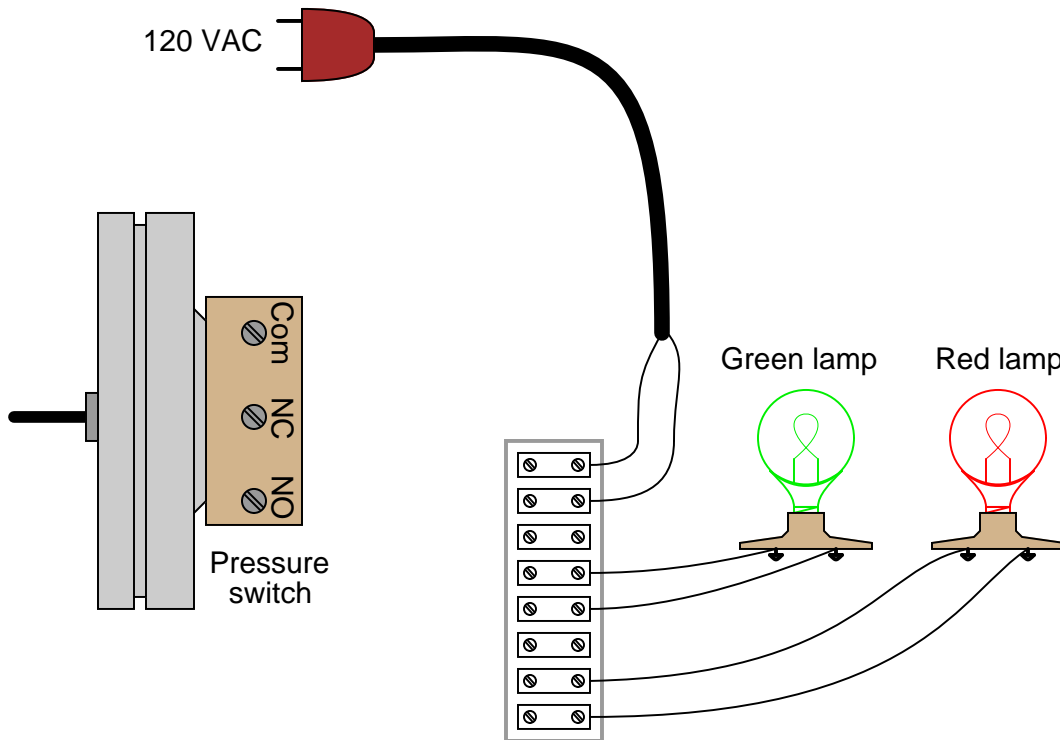 120 VAC
Com
NC
NO
Pressure
switch
Green lamp
Red lamp